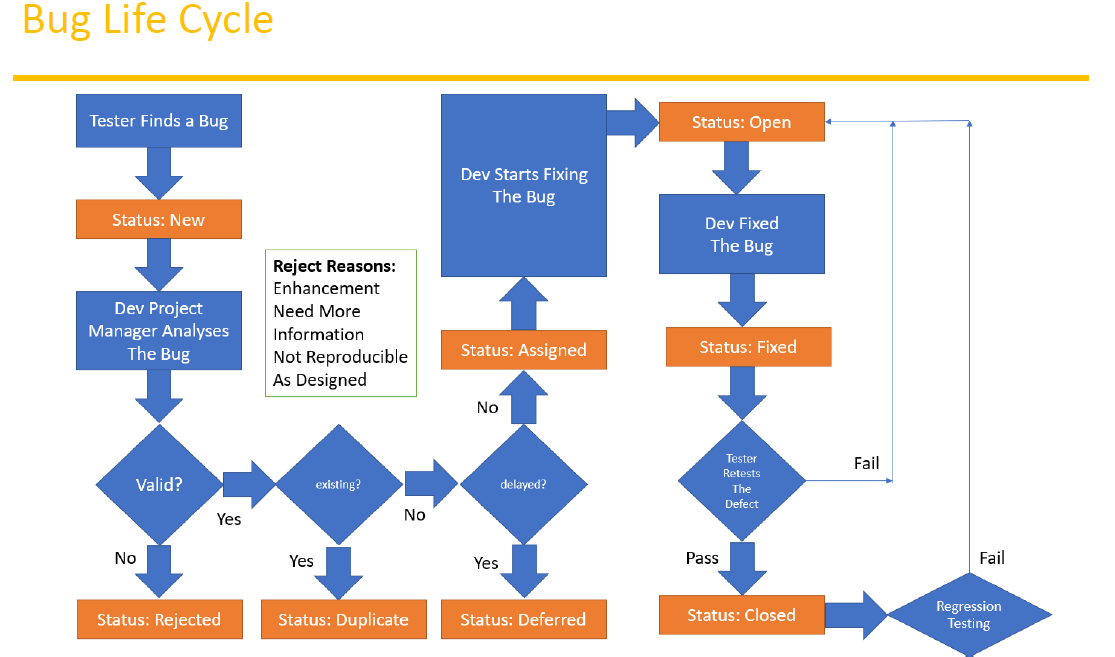 Bug Life Cycle
Tester Finds a Bug
Status: New
Dev Project
Manager Analyses
The Bug
Valid?
Yes
No
Status: Rejected
Reject Reasons:
Enhancement
Need More
Information
Not Reproducible
As Designed
existing?
No
Yes
Status: Duplicate
delayed?
No
Yes
Status: Deferred
Status: Assigned
Dev Starts Fixing
The Bug
Status: Open
Dev Fixed
The Bug
Status: Fixed
Tester
Retests
The
Defect
Fail
Pass
Status: Closed
Regression
Testing
Fail